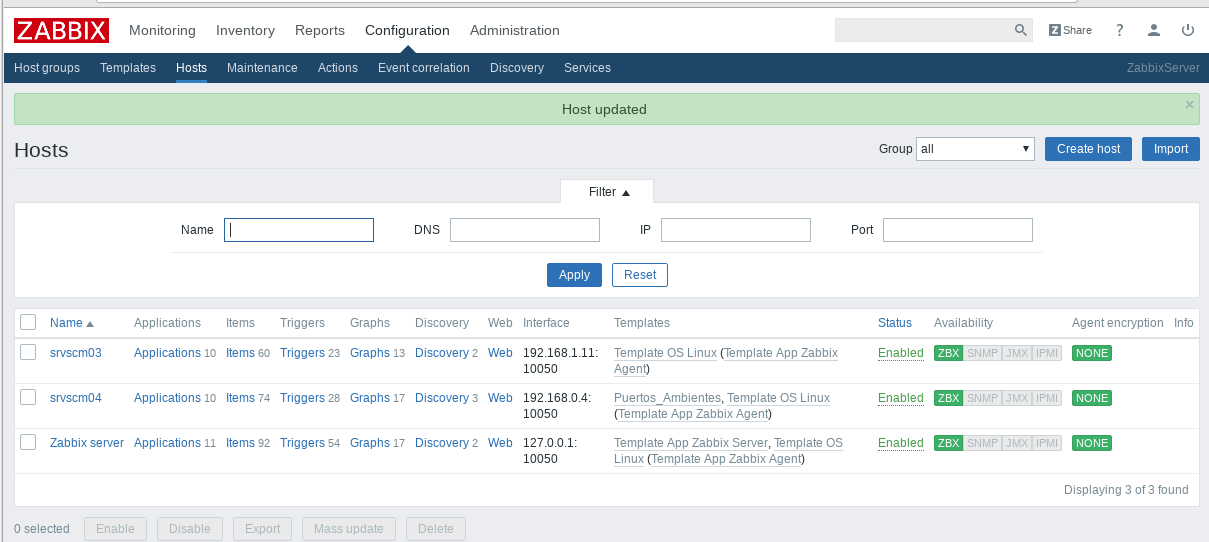 ZABBIX Monitoring Inventory Reports Configuration Administration Z Share ?
Host groups Templates Hosts Maintenance Actions Event correlation Discovery Services ZabbixServer
Host updated ×
Hosts Group all Create host Import
Filter
Name DNS IP Port
Apply Reset
Name Applications Items Triggers Graphs Discovery Web Interface Templates Status Availability Agent encryption Info
srvscm03 Applications 10 Items 60 Triggers 23 Graphs 13 Discovery 2 Web 192.168.1.11: Template OS Linux (Template App Zabbix Enabled ZBX SNMP JMX IPMI NONE
10050 Agent)
srvscm04 Applications 10 Items 74 Triggers 28 Graphs 17 Discovery 3 Web 192.168.0.4: Puertos_Ambientes, Template OS Linux Enabled ZBX SNMP JMX IPMI NONE
10050 (Template App Zabbix Agent)
Zabbix server Applications 11 Items 92 Triggers 54 Graphs 17 Discovery 2 Web 127.0.0.1: Template App Zabbix Server, Template OS Enabled ZBX SNMP JMX IPMI NONE
10050 Linux (Template App Zabbix Agent)
Displaying 3 of 3 found
0 selected Enable Disable Export Mass update Delete